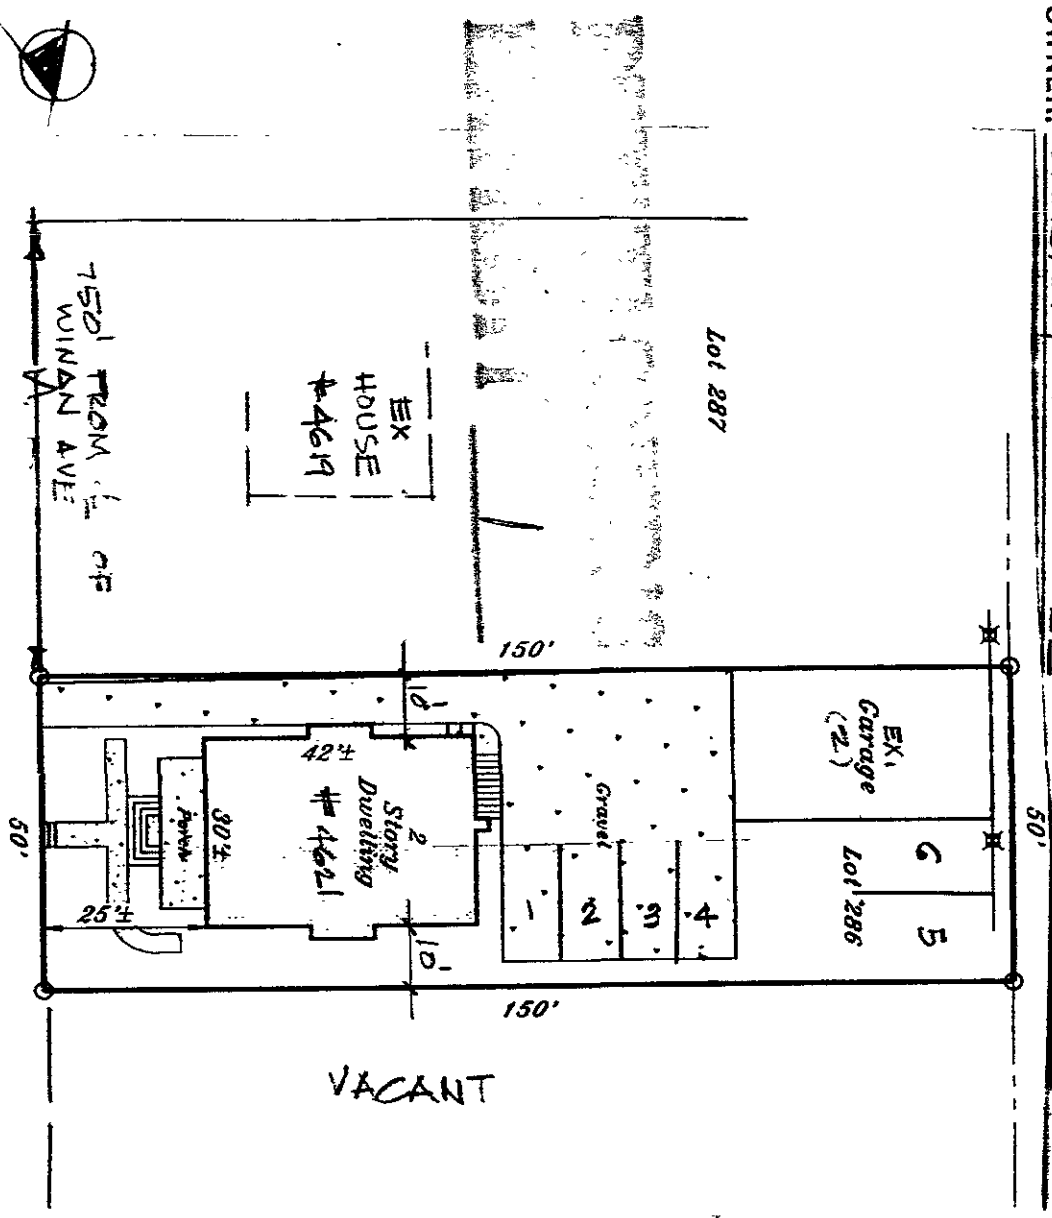 750' FROM ℄ OF
WINAN AVE
EX
HOUSE
#4619
Lot 287
150'
10'
42'±
2
Story
Dwelling
#4621
30'±
Porch
25'±
50'
10'
Gravel
1
2
3
4
EX.
Garage
(2)
6
5
Lot 286
50'
150'
VACANT